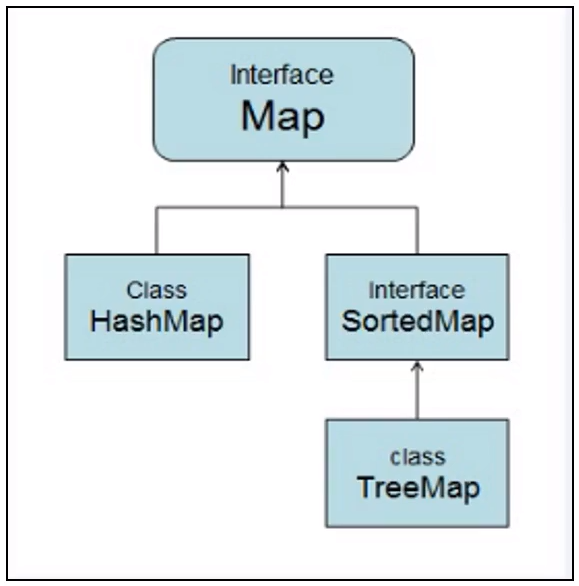 Interface
Map
Class
HashMap
Interface
SortedMap
class
TreeMap